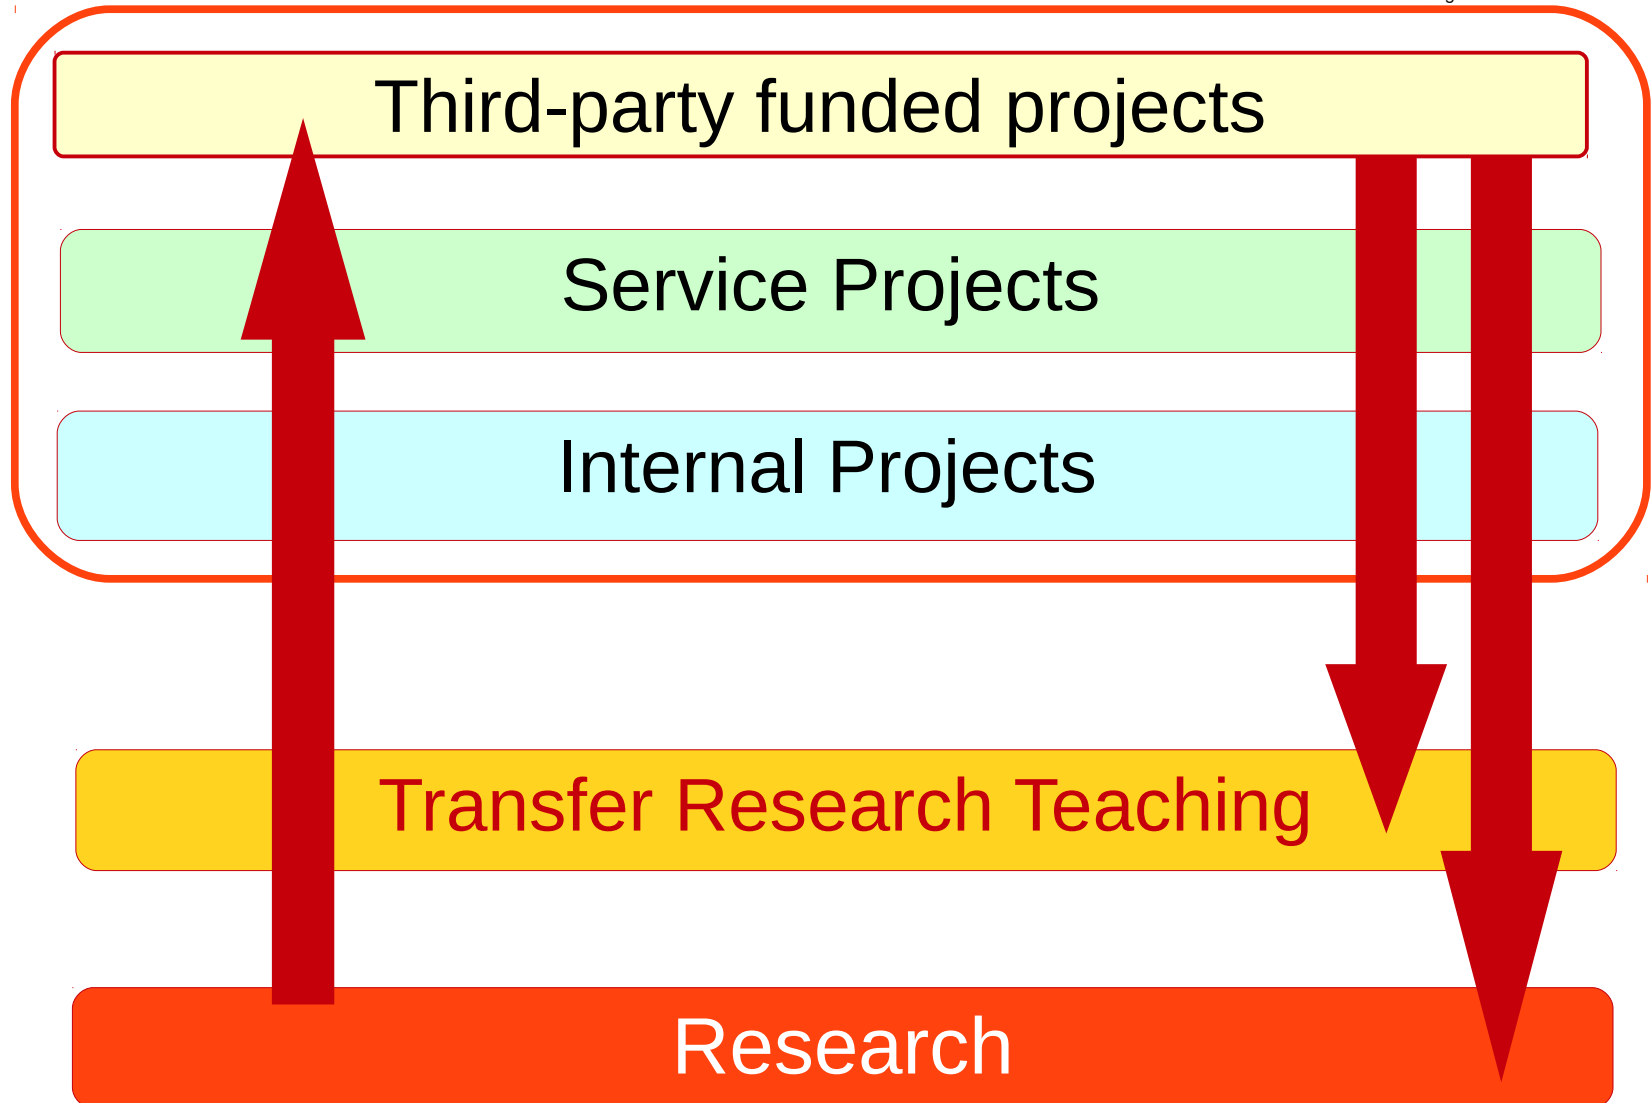 Third-party funded projects
Service Projects
Internal Projects
Transfer Research Teaching
Research